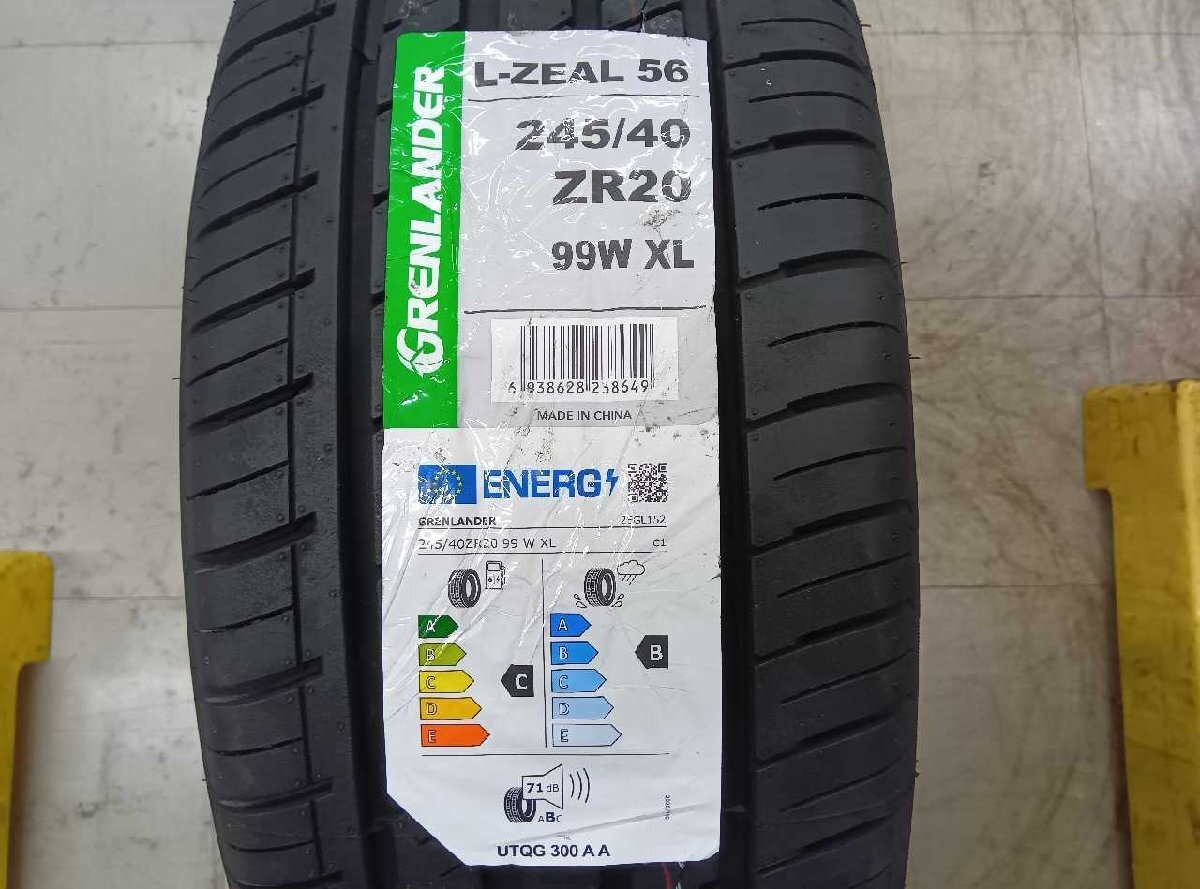 GRENLANDER
L-ZEAL 56
245/40
ZR20
99W XL
6 938628 258549
MADE IN CHINA
ENERG
GRENLANDER
245/40ZR20 99 W XL C1
A A
B B B
C C C
D D
E E
71 dB
ABC
UTQG 300 A A